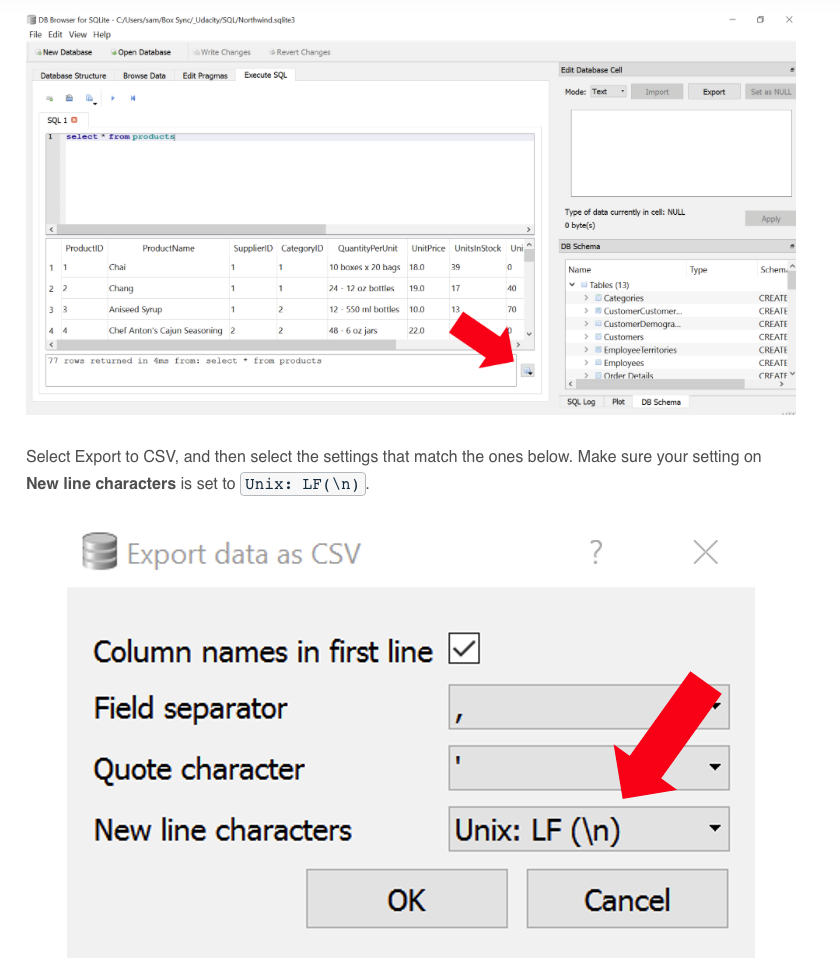 DB Browser for SQLite - C:/Users/sam/Box Sync/_Udacity/SQL/Northwind.sqlite3
File Edit View Help
New Database Open Database Write Changes Revert Changes
Database Structure Browse Data Edit Pragmas Execute SQL
SQL 1
1 select * from products
ProductID ProductName SupplierID CategoryID QuantityPerUnit UnitPrice UnitsInStock Uni
1 1 Chai 1 1 10 boxes x 20 bags 18.0 39 0
2 2 Chang 1 1 24 - 12 oz bottles 19.0 17 40
3 3 Aniseed Syrup 1 2 12 - 550 ml bottles 10.0 13 70
4 4 Chef Anton's Cajun Seasoning 2 2 48 - 6 oz jars 22.0 0
77 rows returned in 4ms from: select * from products
Edit Database Cell
Mode: Text Import Export Set as NULL
Type of data currently in cell: NULL
0 byte(s)
Apply
DB Schema
Name Type Schem
Tables (13)
Categories CREATE
CustomerCustomer... CREATE
CustomerDemogra... CREATE
Customers CREATE
EmployeeTerritories CREATE
Employees CREATE
Order Details CREATE
SQL Log Plot DB Schema
Select Export to CSV, and then select the settings that match the ones below. Make sure your setting on
New line characters is set to Unix: LF(\n).
Export data as CSV ?
Column names in first line
Field separator ,
Quote character '
New line characters Unix: LF (\n)
OK Cancel